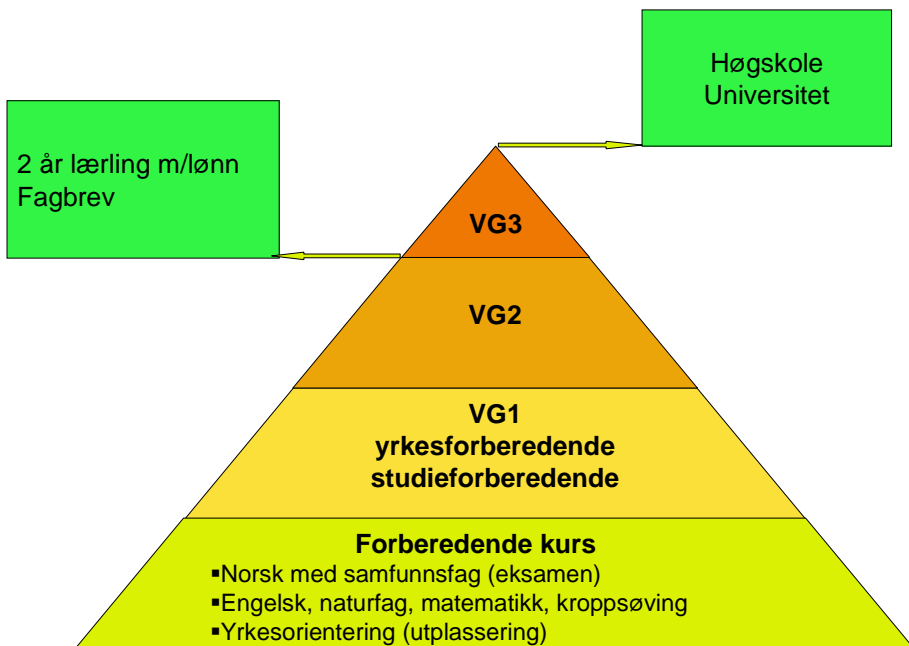 Høgskole
Universitet
2 år lærling m/lønn
Fagbrev
VG3
VG2
VG1
yrkesforberedende
studieforberedende
Forberedende kurs
▪Norsk med samfunnsfag (eksamen)
▪Engelsk, naturfag, matematikk, kroppsøving
▪Yrkesorientering (utplassering)